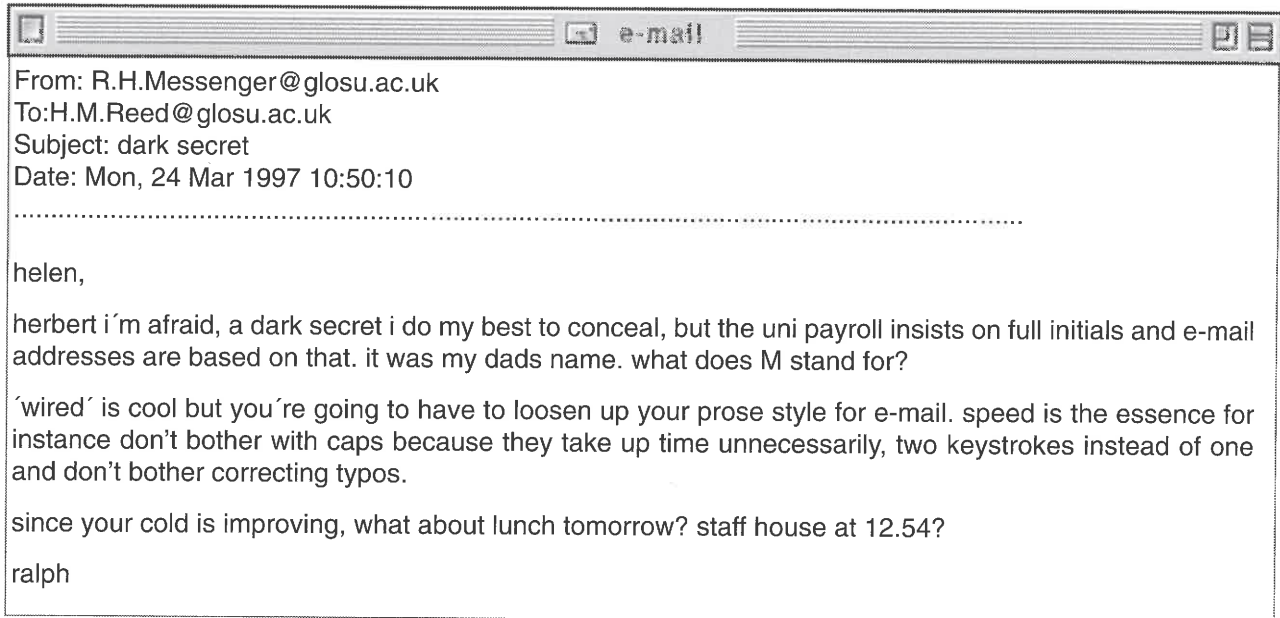 e-mail
From: R.H.Messenger@glosu.ac.uk
To:H.M.Reed@glosu.ac.uk
Subject: dark secret
Date: Mon, 24 Mar 1997 10:50:10
helen,
herbert i´m afraid, a dark secret i do my best to conceal, but the uni payroll insists on full initials and e-mail
addresses are based on that. it was my dads name. what does M stand for?
´wired´ is cool but you´re going to have to loosen up your prose style for e-mail. speed is the essence for
instance don't bother with caps because they take up time unnecessarily, two keystrokes instead of one
and don't bother correcting typos.
since your cold is improving, what about lunch tomorrow? staff house at 12.54?
ralph